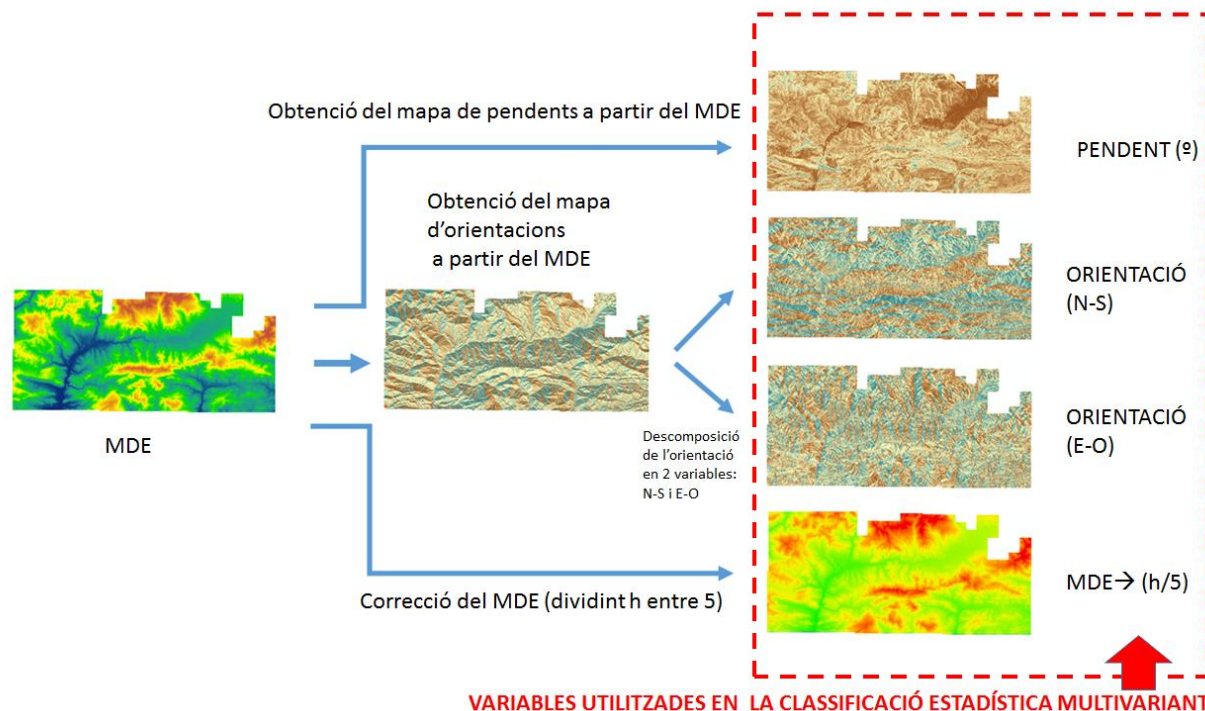 Obtenció del mapa de pendents a partir del MDE
PENDENT (º)
Obtenció del mapa
d'orientacions
a partir del MDE
ORIENTACIÓ
(N-S)
MDE
Descomposició
de l'orientació
en 2 variables:
N-S i E-O
ORIENTACIÓ
(E-O)
Correcció del MDE (dividint h entre 5)
MDE→ (h/5)
VARIABLES UTILITZADES EN LA CLASSIFICACIÓ ESTADÍSTICA MULTIVARIANT